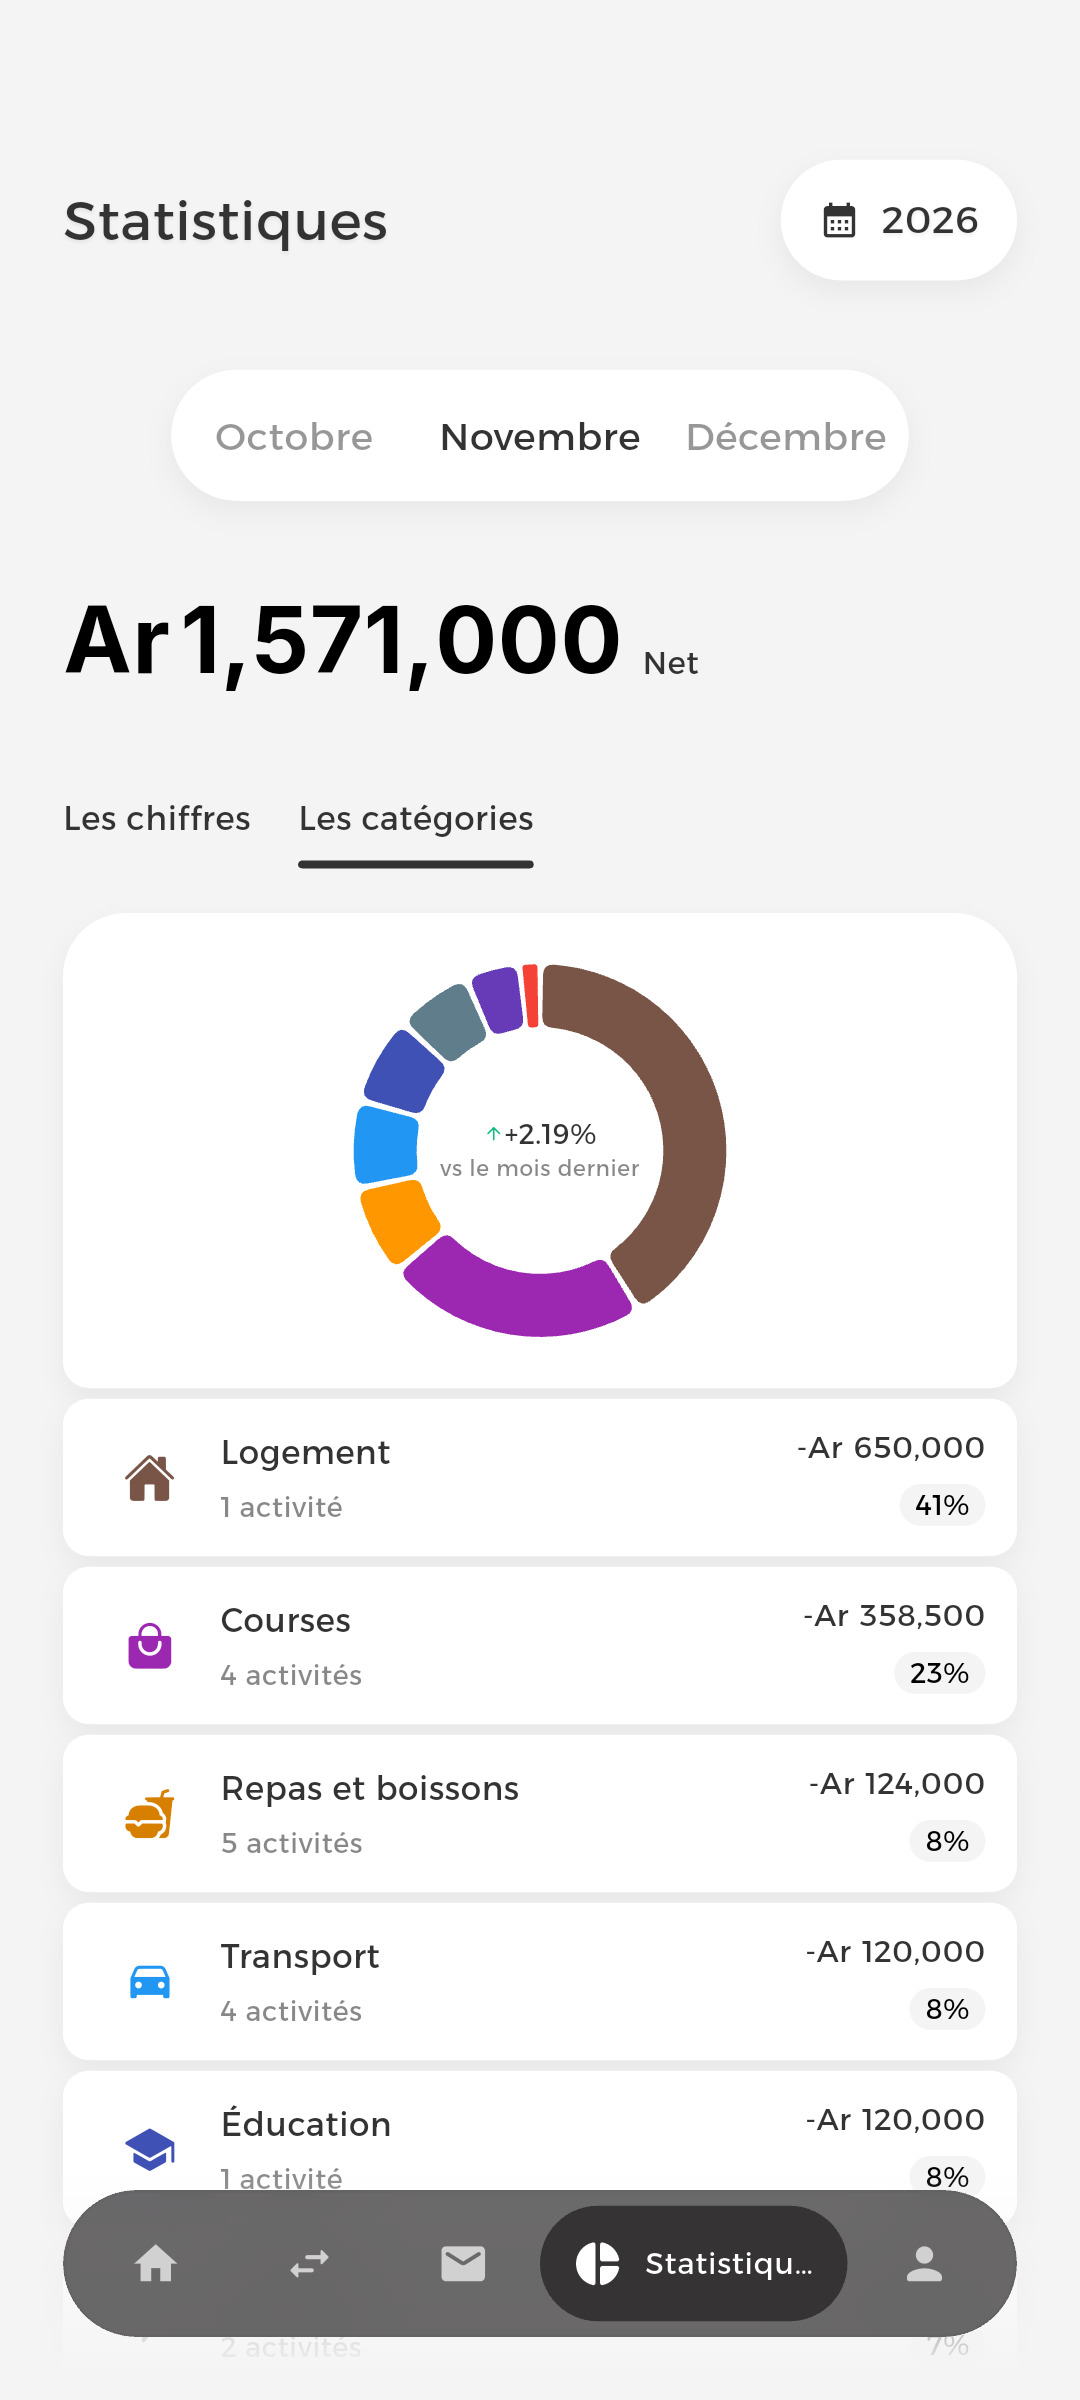 Statistiques
2026
Octobre Novembre Décembre
Ar 1,571,000 Net
Les chiffres Les catégories
+2.19%
vs le mois dernier
Logement -Ar 650,000
1 activité 41%
Courses -Ar 358,500
4 activités 23%
Repas et boissons -Ar 124,000
5 activités 8%
Transport -Ar 120,000
4 activités 8%
Éducation -Ar 120,000
1 activité 8%
Statistiqu...
2 activités 7%